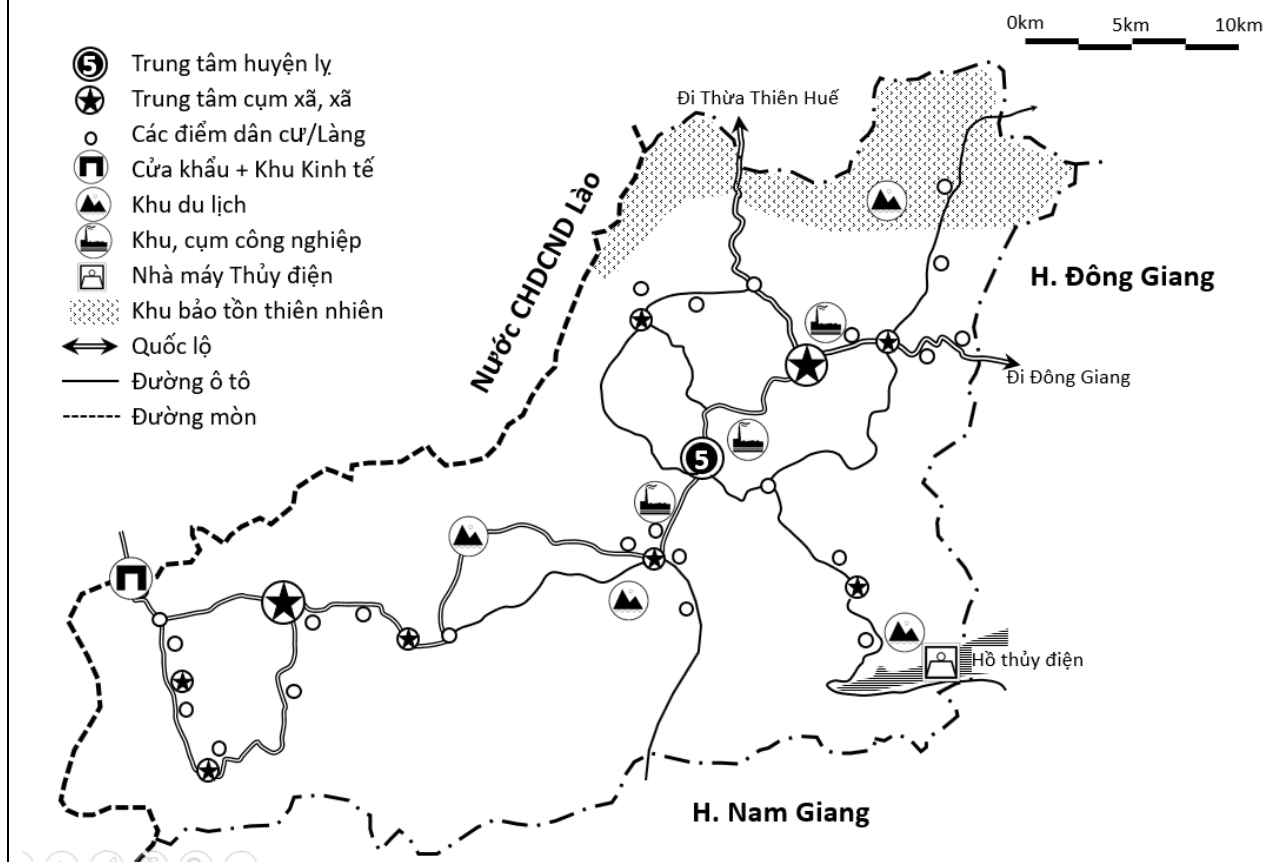 0km 5km 10km
5 Trung tâm huyện lỵ
Trung tâm cụm xã, xã
Các điểm dân cư/Làng
Cửa khẩu + Khu Kinh tế
Khu du lịch
Khu, cụm công nghiệp
Nhà máy Thủy điện
Khu bảo tồn thiên nhiên
Quốc lộ
Đường ô tô
Đường mòn
Đi Thừa Thiên Huế
Nước CHDCND Lào
H. Đông Giang
Đi Đông Giang
5
Hồ thủy điện
H. Nam Giang